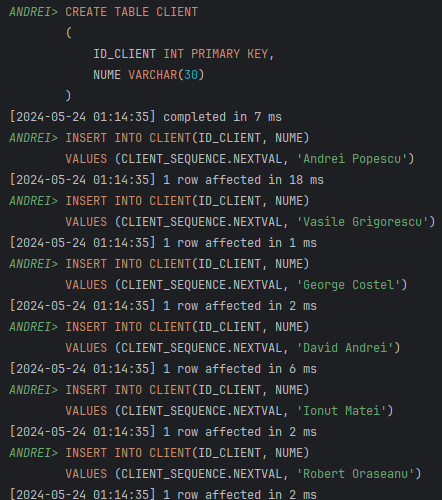 ANDREI> CREATE TABLE CLIENT
(
ID_CLIENT INT PRIMARY KEY,
NUME VARCHAR(30)
)
[2024-05-24 01:14:35] completed in 7 ms
ANDREI> INSERT INTO CLIENT(ID_CLIENT, NUME)
VALUES (CLIENT_SEQUENCE.NEXTVAL, 'Andrei Popescu')
[2024-05-24 01:14:35] 1 row affected in 18 ms
ANDREI> INSERT INTO CLIENT(ID_CLIENT, NUME)
VALUES (CLIENT_SEQUENCE.NEXTVAL, 'Vasile Grigorescu')
[2024-05-24 01:14:35] 1 row affected in 1 ms
ANDREI> INSERT INTO CLIENT(ID_CLIENT, NUME)
VALUES (CLIENT_SEQUENCE.NEXTVAL, 'George Costel')
[2024-05-24 01:14:35] 1 row affected in 2 ms
ANDREI> INSERT INTO CLIENT(ID_CLIENT, NUME)
VALUES (CLIENT_SEQUENCE.NEXTVAL, 'David Andrei')
[2024-05-24 01:14:35] 1 row affected in 6 ms
ANDREI> INSERT INTO CLIENT(ID_CLIENT, NUME)
VALUES (CLIENT_SEQUENCE.NEXTVAL, 'Ionut Matei')
[2024-05-24 01:14:35] 1 row affected in 2 ms
ANDREI> INSERT INTO CLIENT(ID_CLIENT, NUME)
VALUES (CLIENT_SEQUENCE.NEXTVAL, 'Robert Oraseanu')
[2024-05-24 01:14:35] 1 row affected in 2 ms